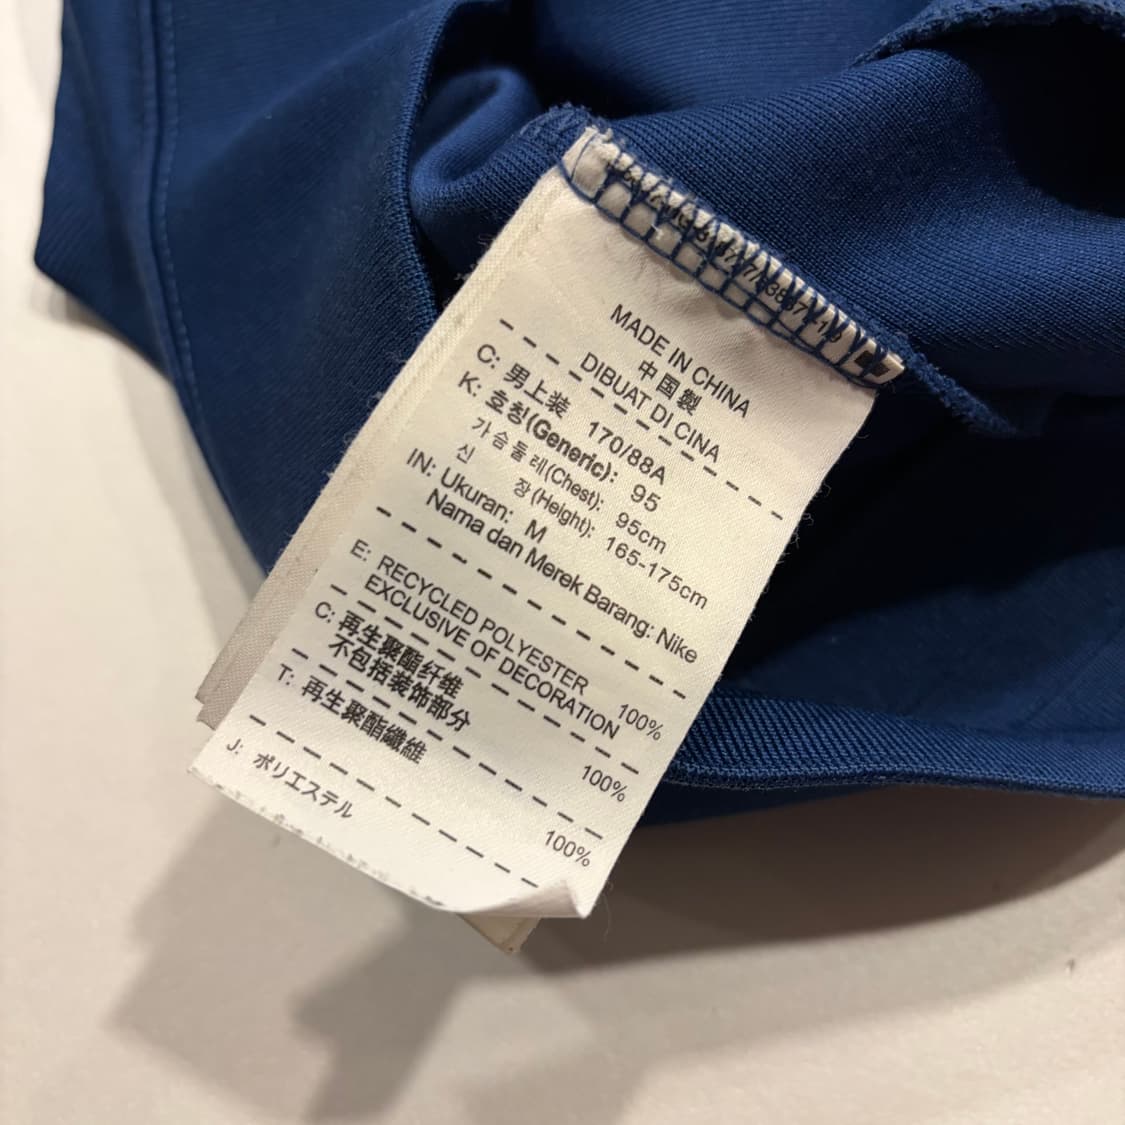 MADE IN CHINA
中国製
DIBUAT DI CINA
C: 男上装 170/88A
K: 호칭(Generic): 95
가슴둘레(Chest): 95cm
신 장(Height): 165-175cm
IN: Ukuran: M
Nama dan Merek Barang: Nike
E: RECYCLED POLYESTER 100%
EXCLUSIVE OF DECORATION
C: 再生聚酯纤维 100%
不包括装饰部分
T: 再生聚酯纖維 100%
J: ポリエステル